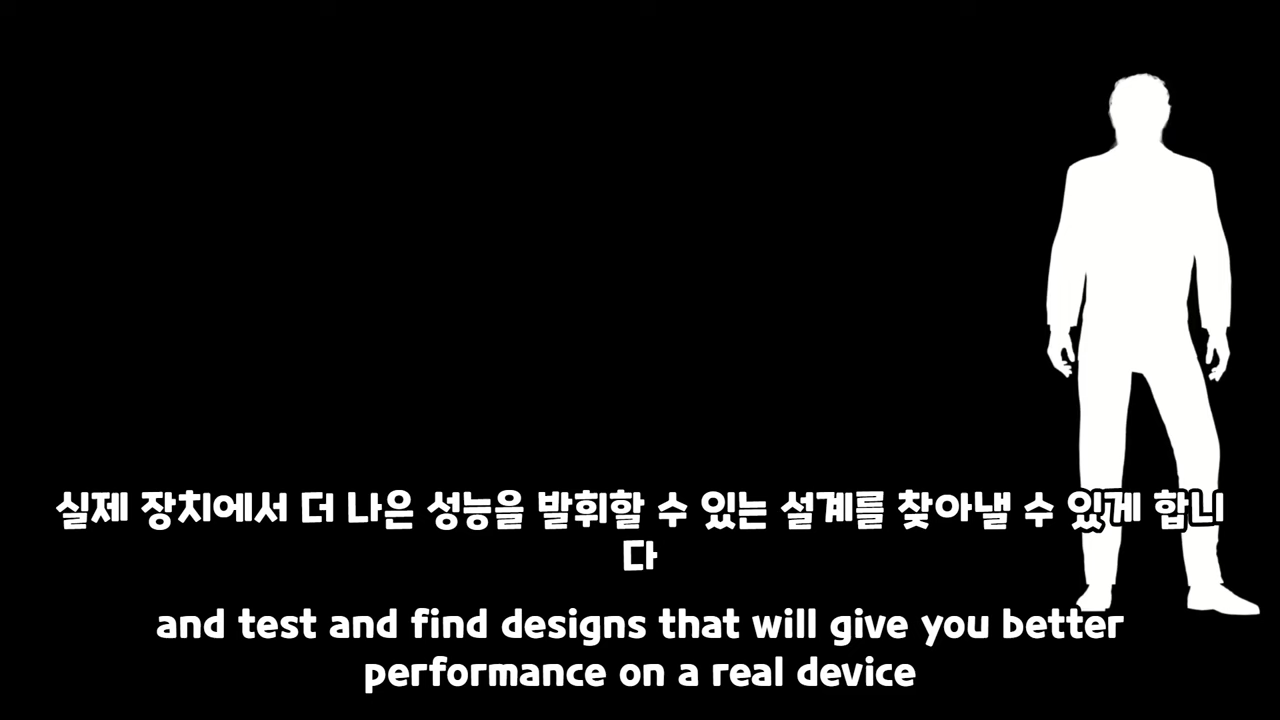 실제 장치에서 더 나은 성능을 발휘할 수 있는 설계를 찾아낼 수 있게 합니
다
and test and find designs that will give you better
performance on a real device